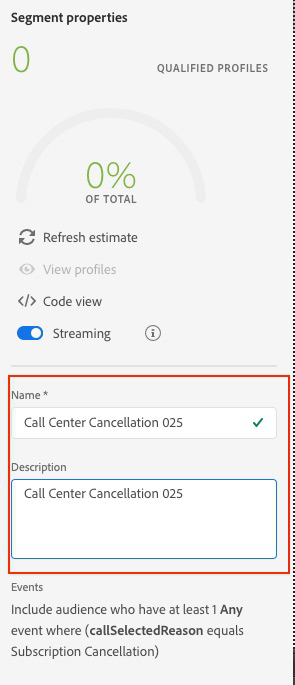 Segment properties
0
QUALIFIED PROFILES
0%
OF TOTAL
Refresh estimate
View profiles
</> Code view
Streaming
Name *
Call Center Cancellation 025
Description
Call Center Cancellation 025
Events
Include audience who have at least 1 Any
event where (callSelectedReason equals
Subscription Cancellation)